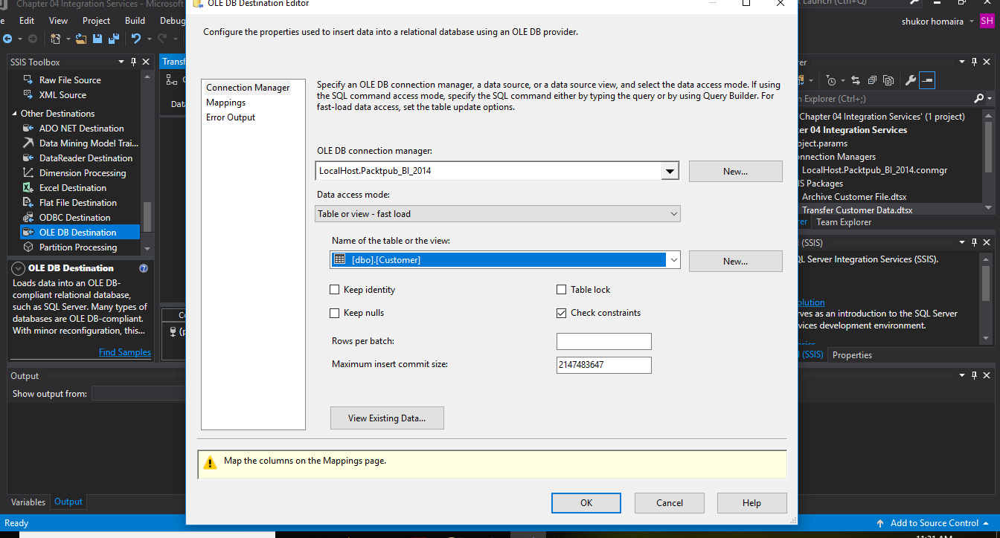 Chapter 04 Integration Services - Microsoft
OLE DB Destination Editor
Launch (Ctrl+Q)
Edit View Project Build Debug
shukor homaira SH
Configure the properties used to insert data into a relational database using an OLE DB provider.
SSIS Toolbox
Raw File Source
XML Source
Other Destinations
ADO NET Destination
Data Mining Model Trai...
DataReader Destination
Dimension Processing
Excel Destination
Flat File Destination
ODBC Destination
OLE DB Destination
Partition Processing
OLE DB Destination
Loads data into an OLE DB-
compliant relational database,
such as SQL Server. Many types of
databases are OLE DB-compliant.
With minor reconfiguration, this...
Find Samples
Transf
Dat
(p
Connection Manager
Mappings
Error Output
Specify an OLE DB connection manager, a data source, or a data source view, and select the data access mode. If using
the SQL command access mode, specify the SQL command either by typing the query or by using Query Builder. For
fast-load data access, set the table update options.
OLE DB connection manager:
LocalHost.Packtpub_BI_2014
New...
Data access mode:
Table or view - fast load
Name of the table or the view:
[dbo].[Customer]
New...
Keep identity
Table lock
Keep nulls
Check constraints
Rows per batch:
Maximum insert commit size:
2147483647
View Existing Data...
Map the columns on the Mappings page.
OK
Cancel
Help
er
n Explorer (Ctrl+;)
Chapter 04 Integration Services' (1 project)
er 04 Integration Services
oject.params
nnection Managers
LocalHost.Packtpub_BI_2014.conmgr
IS Packages
Archive Customer File.dtsx
Transfer Customer Data.dtsx
rer Team Explorer
(SSIS)
QL Server Integration Services (SSIS).
olution
rves as an introduction to the SQL Server
vices development environment.
(SSIS) Properties
Output
Show output from:
Variables Output
Ready
Add to Source Control
11:21 AM